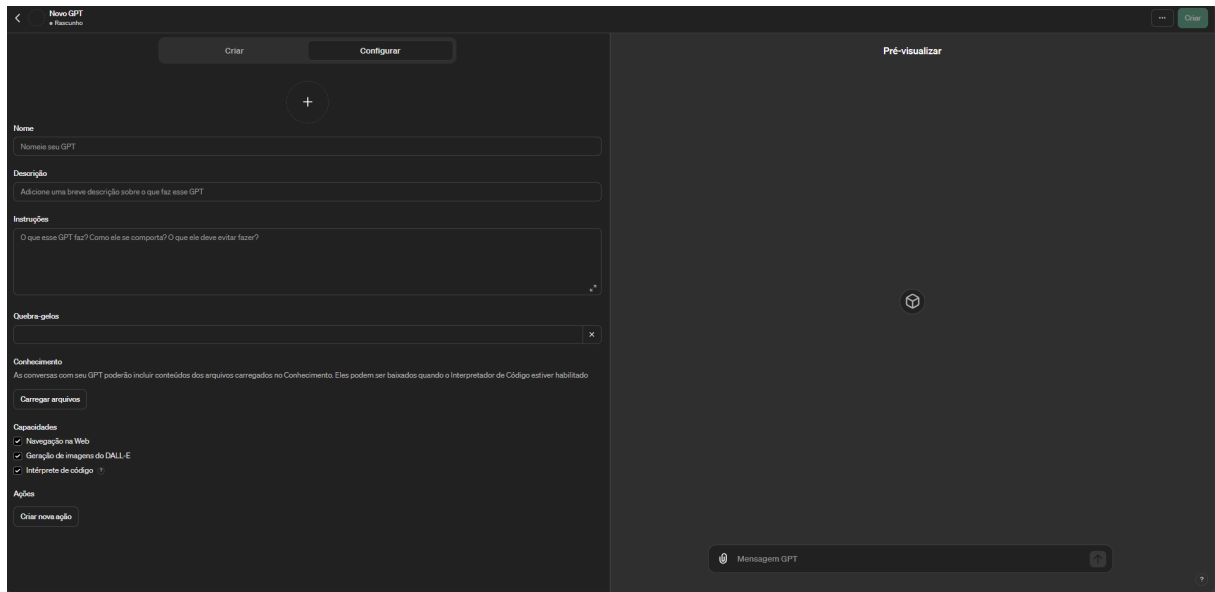 Novo GPT
• Rascunho
...
Criar
Criar
Configurar
Nome
Nomeie seu GPT
Descrição
Adicione uma breve descrição sobre o que faz esse GPT
Instruções
O que esse GPT faz? Como ele se comporta? O que ele deve evitar fazer?
Quebra-gelos
Conhecimento
As conversas com seu GPT poderão incluir conteúdos dos arquivos carregados no Conhecimento. Eles podem ser baixados quando o Interpretador de Código estiver habilitado
Carregar arquivos
Capacidades
Navegação na Web
Geração de imagens do DALL·E
Intérprete de código ?
Ações
Criar nova ação
Pré-visualizar
Mensagem GPT
?